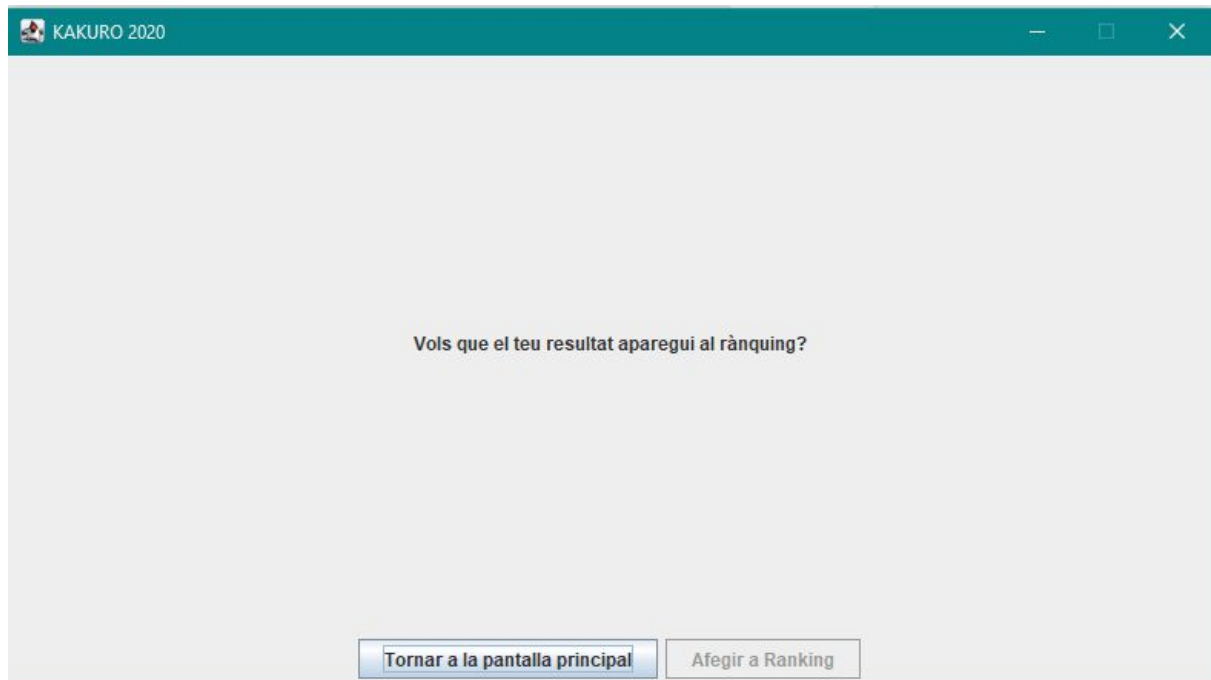 KAKURO 2020
Vols que el teu resultat aparegui al rànquing?
Tornar a la pantalla principal
Afegir a Ranking